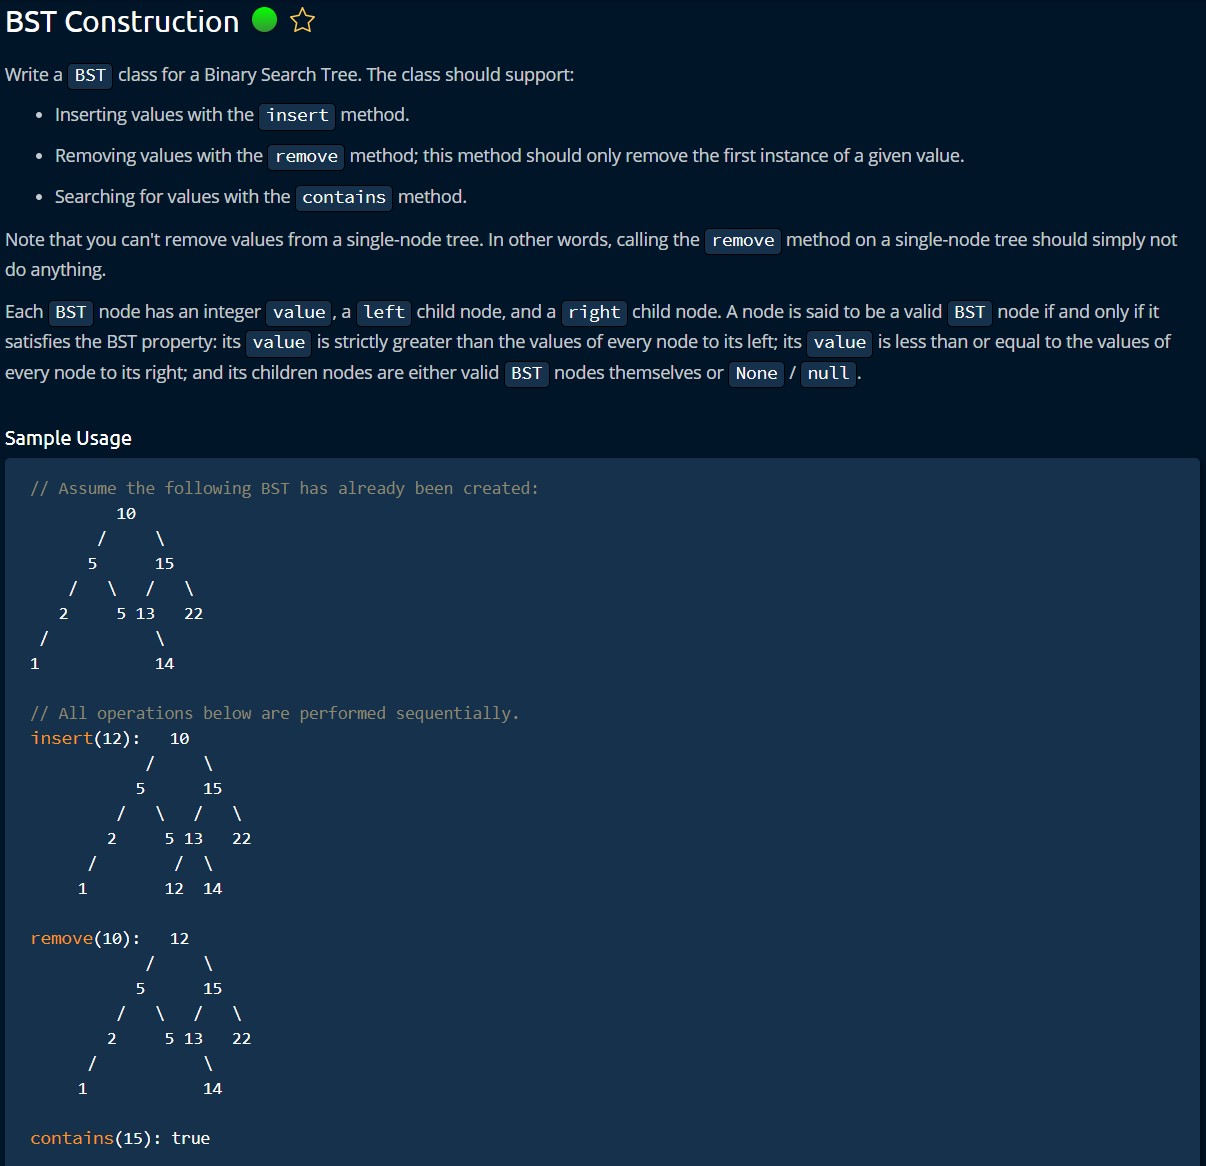 BST Construction
Write a BST class for a Binary Search Tree. The class should support:
• Inserting values with the insert method.
• Removing values with the remove method; this method should only remove the first instance of a given value.
• Searching for values with the contains method.
Note that you can't remove values from a single-node tree. In other words, calling the remove method on a single-node tree should simply not
do anything.
Each BST node has an integer value, a left child node, and a right child node. A node is said to be a valid BST node if and only if it
satisfies the BST property: its value is strictly greater than the values of every node to its left; its value is less than or equal to the values of
every node to its right; and its children nodes are either valid BST nodes themselves or None / null.
Sample Usage
// Assume the following BST has already been created:
         10
       /     \
      5      15
    /   \   /   \
   2     5 13   22
 /           \
1            14
// All operations below are performed sequentially.
insert(12):   10
            /     \
           5      15
         /   \   /   \
        2     5 13   22
      /        /  \
     1        12  14
remove(10):   12
            /     \
           5      15
         /   \   /   \
        2     5 13   22
      /           \
     1            14
contains(15): true